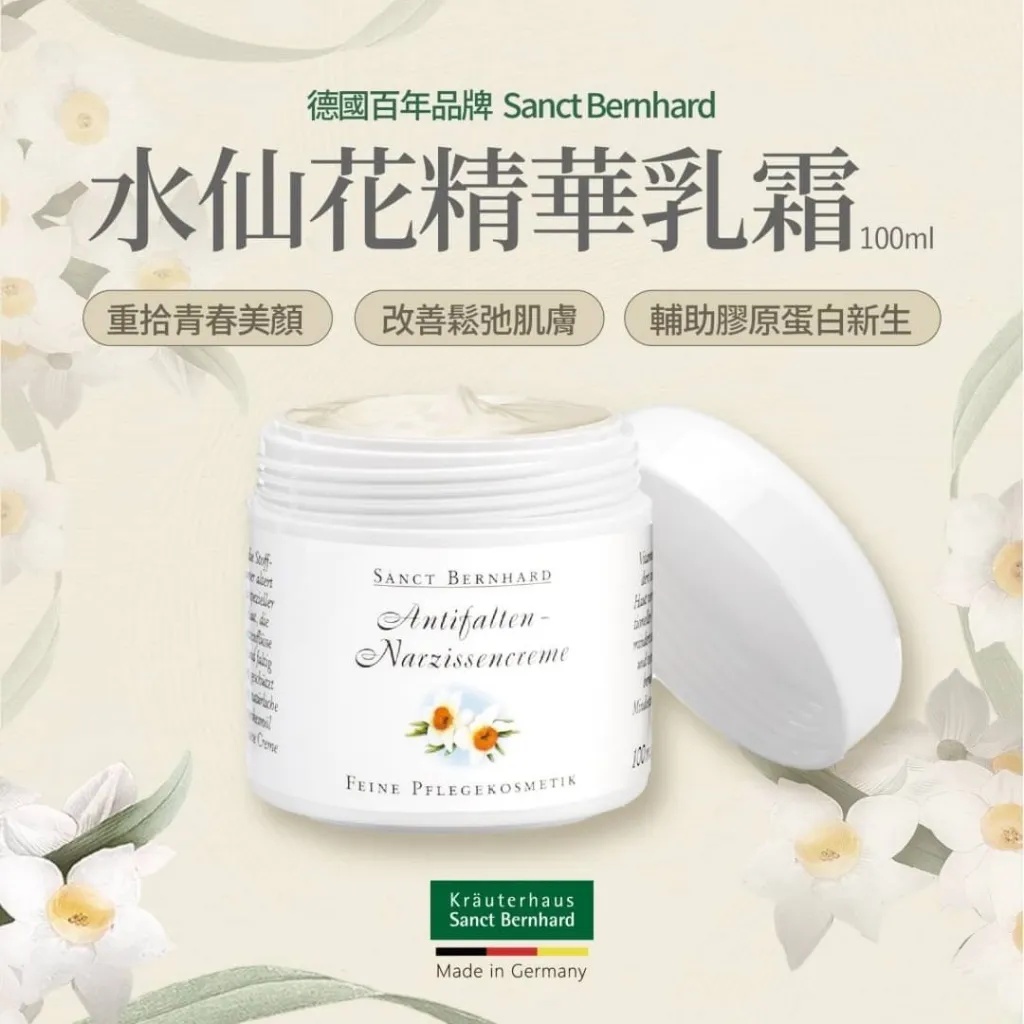 德國百年品牌 Sanct Bernhard
水仙花精華乳霜 100ml
重拾青春美顏
改善鬆弛肌膚
輔助膠原蛋白新生
SANCT BERNHARD
Antifalten-
Narzissencreme
FEINE PFLEGEKOSMETIK
Kräuterhaus
Sanct Bernhard
Made in Germany